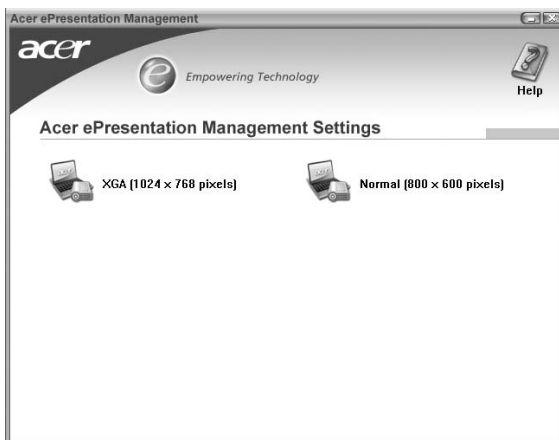 Acer ePresentation Management
acer
e Empowering Technology
Help
Acer ePresentation Management Settings
XGA (1024 x 768 pixels)
Normal (800 x 600 pixels)